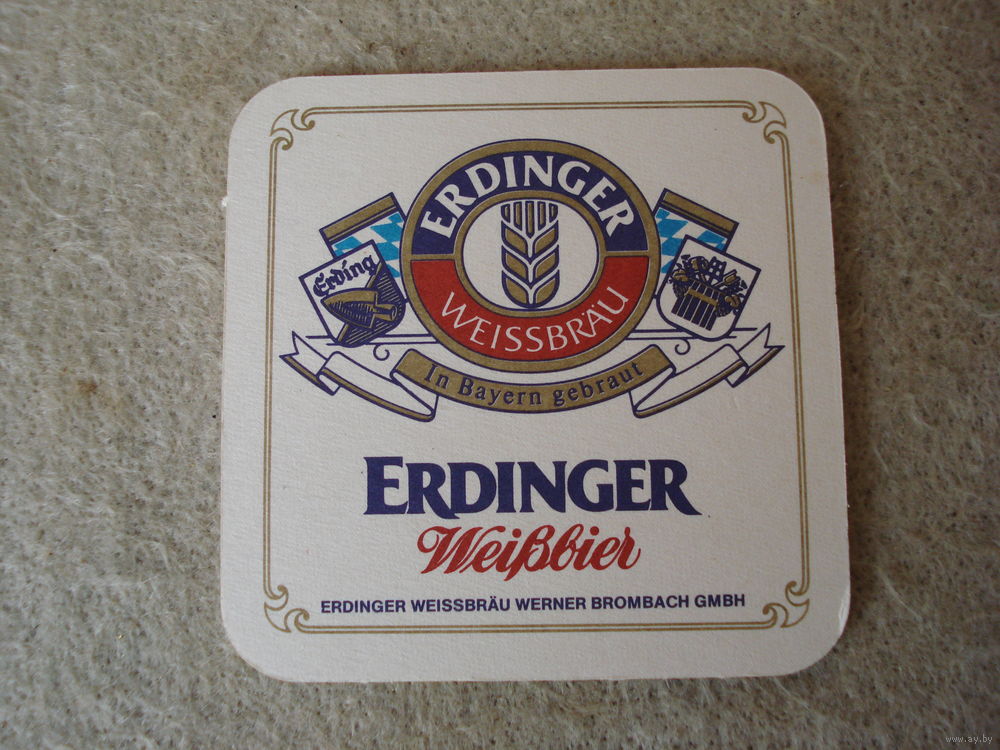 ERDINGER
WEISSBRÄU
Erding
In Bayern gebraut
ERDINGER
Weißbier
ERDINGER WEISSBRÄU WERNER BROMBACH GMBH
www.ay.by